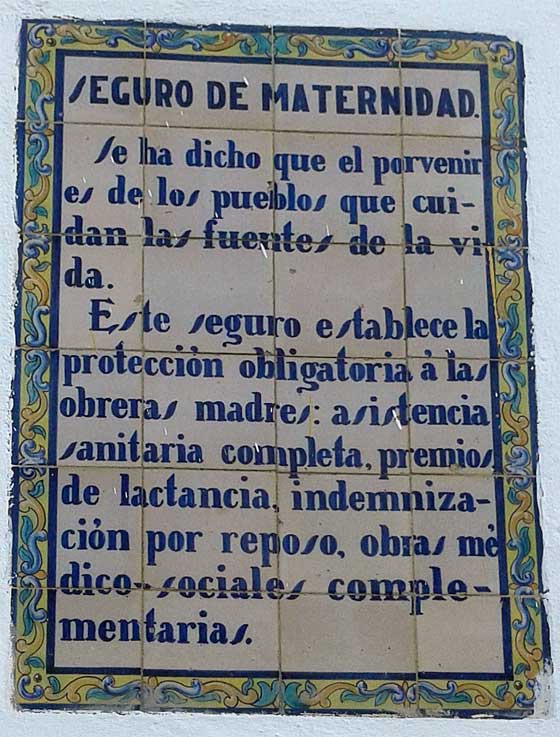 SEGURO DE MATERNIDAD.
Se ha dicho que el porvenir
es de los pueblos que cui-
dan las fuentes de la vi
da.
Este seguro establece la
protección obligatoria à las
obreras madres: asistencia
sanitaria completa, premios
de lactancia, indemniza-
ción por reposo, obras mé
dico-sociales comple-
mentarias.